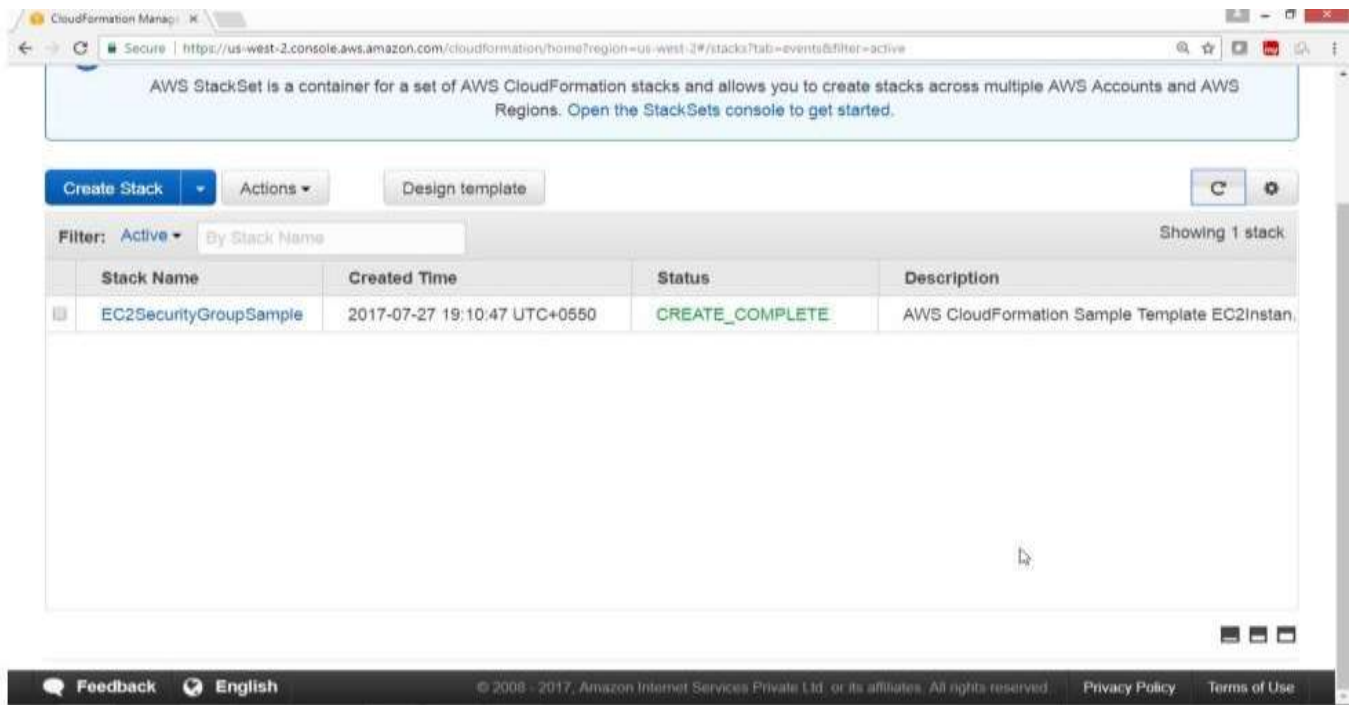 CloudFormation Manage
Secure | https://us-west-2.console.aws.amazon.com/cloudformation/home?region=us-west-2#/stacks?tab=events&filter=active
AWS StackSet is a container for a set of AWS CloudFormation stacks and allows you to create stacks across multiple AWS Accounts and AWS
Regions. Open the StackSets console to get started.
Create Stack Actions Design template
Filter: Active By Stack Name Showing 1 stack
Stack Name Created Time Status Description
EC2SecurityGroupSample 2017-07-27 19:10:47 UTC+0550 CREATE_COMPLETE AWS CloudFormation Sample Template EC2Instan.
Feedback English © 2008 - 2017, Amazon Internet Services Private Ltd. or its affiliates. All rights reserved. Privacy Policy Terms of Use